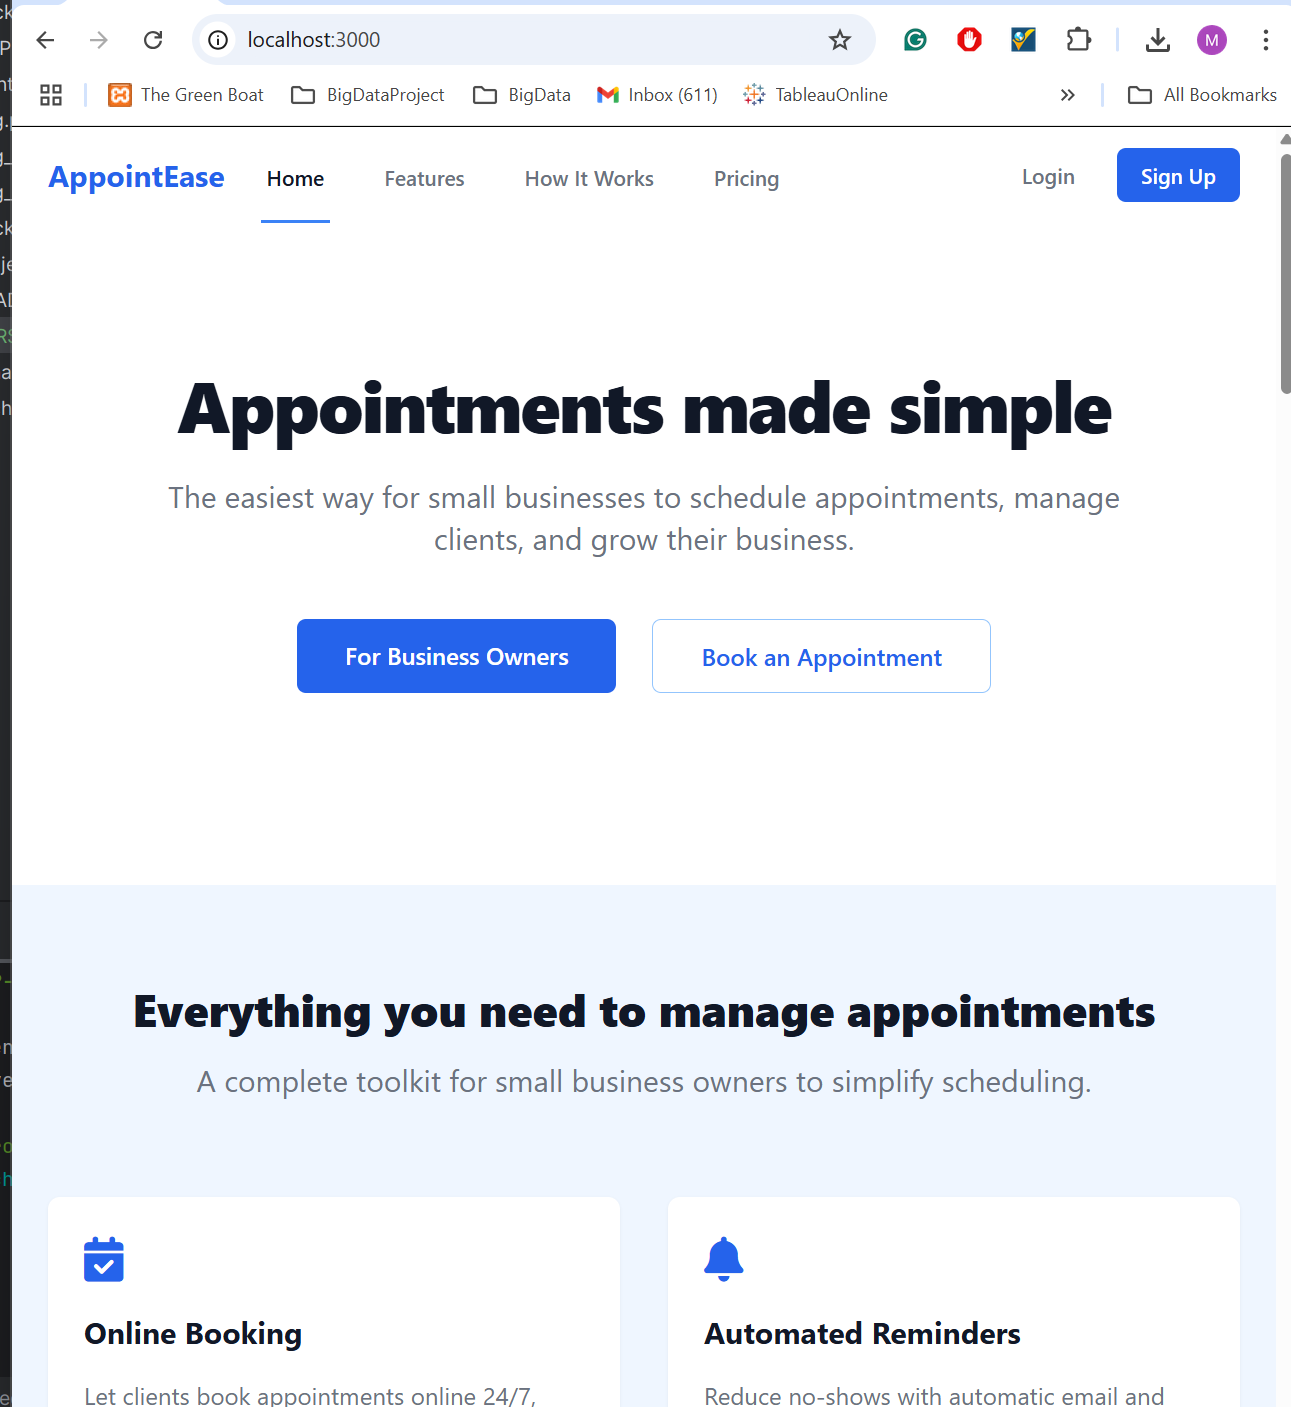 localhost:3000
M
The Green Boat BigDataProject BigData Inbox (611) TableauOnline All Bookmarks
AppointEase Home Features How It Works Pricing Login Sign Up
Appointments made simple
The easiest way for small businesses to schedule appointments, manage
clients, and grow their business.
For Business Owners Book an Appointment
Everything you need to manage appointments
A complete toolkit for small business owners to simplify scheduling.
Online Booking
Let clients book appointments online 24/7,
Automated Reminders
Reduce no-shows with automatic email and